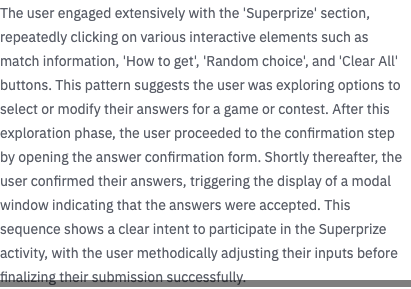 The user engaged extensively with the 'Superprize' section,
repeatedly clicking on various interactive elements such as
match information, 'How to get', 'Random choice', and 'Clear All'
buttons. This pattern suggests the user was exploring options to
select or modify their answers for a game or contest. After this
exploration phase, the user proceeded to the confirmation step
by opening the answer confirmation form. Shortly thereafter, the
user confirmed their answers, triggering the display of a modal
window indicating that the answers were accepted. This
sequence shows a clear intent to participate in the Superprize
activity, with the user methodically adjusting their inputs before
finalizing their submission successfully.